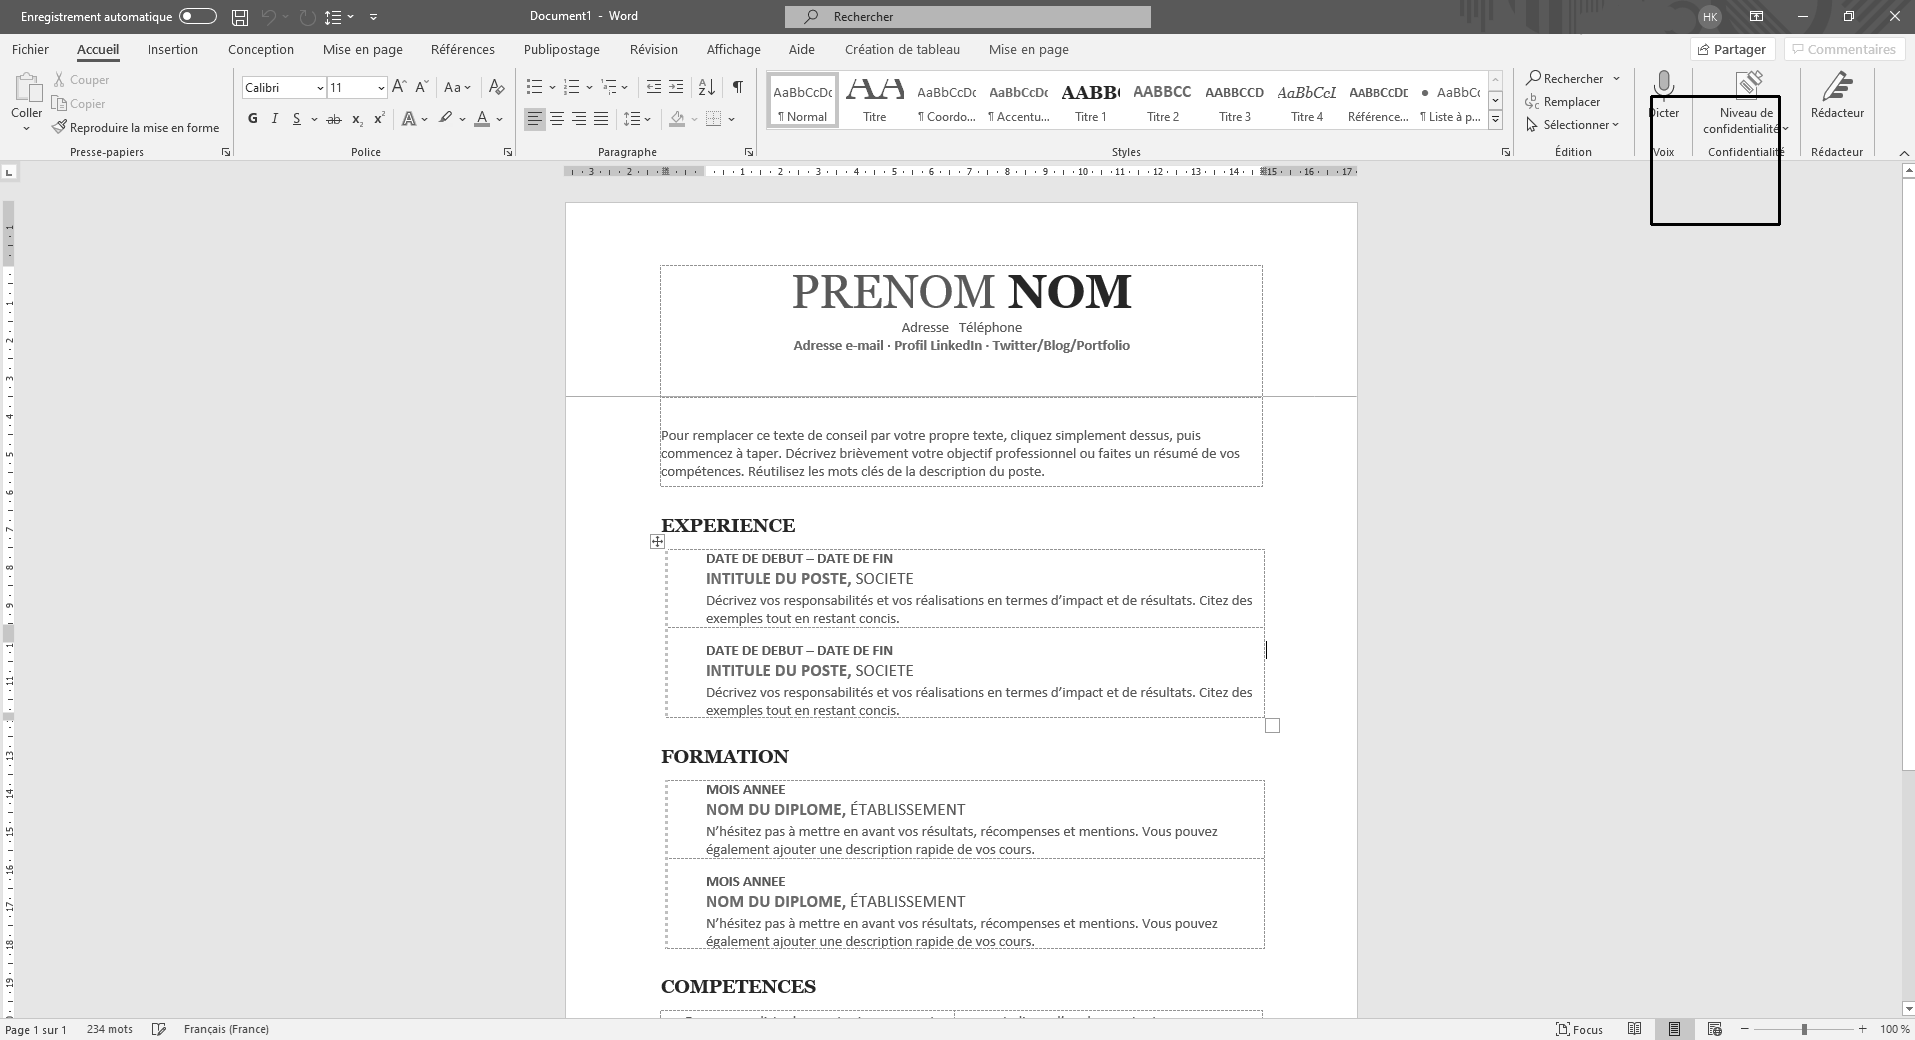 Enregistrement automatique
Document1 - Word
Rechercher
HK
Fichier Accueil Insertion Conception Mise en page Références Publipostage Révision Affichage Aide Création de tableau Mise en page
Partager Commentaires
Coller
Couper
Copier
Reproduire la mise en forme
Presse-papiers
Calibri 11
Police
Paragraphe
AaBbCcDc
¶ Normal
Titre
AaBbCcDc
¶ Coordo...
AaBbCcDc
¶ Accentu...
AABB
Titre 1
AABBCC
Titre 2
AABBCCD
Titre 3
AaBbCcI
Titre 4
AABBCCDE
Référence...
AaBbCc
¶ Liste à p...
Styles
Rechercher
Remplacer
Sélectionner
Édition
Dicter
Voix
Niveau de
confidentialité
Confidentialité
Rédacteur
Rédacteur
PRENOM NOM
Adresse Téléphone
Adresse e-mail · Profil LinkedIn · Twitter/Blog/Portfolio
Pour remplacer ce texte de conseil par votre propre texte, cliquez simplement dessus, puis
commencez à taper. Décrivez brièvement votre objectif professionnel ou faites un résumé de vos
compétences. Réutilisez les mots clés de la description du poste.
EXPERIENCE
DATE DE DEBUT – DATE DE FIN
INTITULE DU POSTE, SOCIETE
Décrivez vos responsabilités et vos réalisations en termes d’impact et de résultats. Citez des
exemples tout en restant concis.
DATE DE DEBUT – DATE DE FIN
INTITULE DU POSTE, SOCIETE
Décrivez vos responsabilités et vos réalisations en termes d’impact et de résultats. Citez des
exemples tout en restant concis.
FORMATION
MOIS ANNEE
NOM DU DIPLOME, ÉTABLISSEMENT
N’hésitez pas à mettre en avant vos résultats, récompenses et mentions. Vous pouvez
également ajouter une description rapide de vos cours.
MOIS ANNEE
NOM DU DIPLOME, ÉTABLISSEMENT
N’hésitez pas à mettre en avant vos résultats, récompenses et mentions. Vous pouvez
également ajouter une description rapide de vos cours.
COMPETENCES
Page 1 sur 1 234 mots Français (France)
Focus
100 %